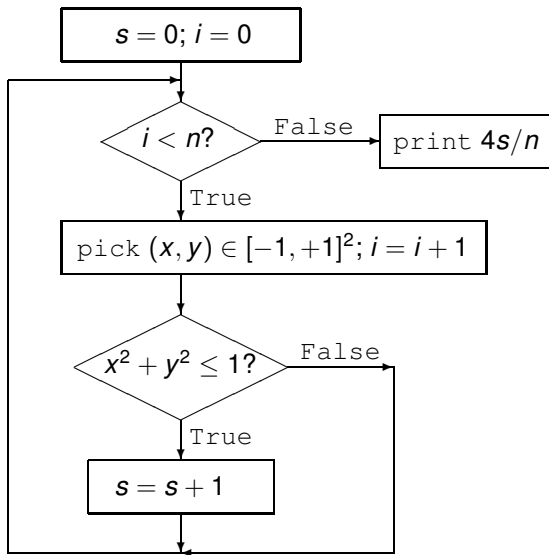 s = 0; i = 0
i < n?
False
print 4s/n
True
pick (x, y) ∈ [−1, +1]²; i = i + 1
x² + y² ≤ 1?
False
True
s = s + 1